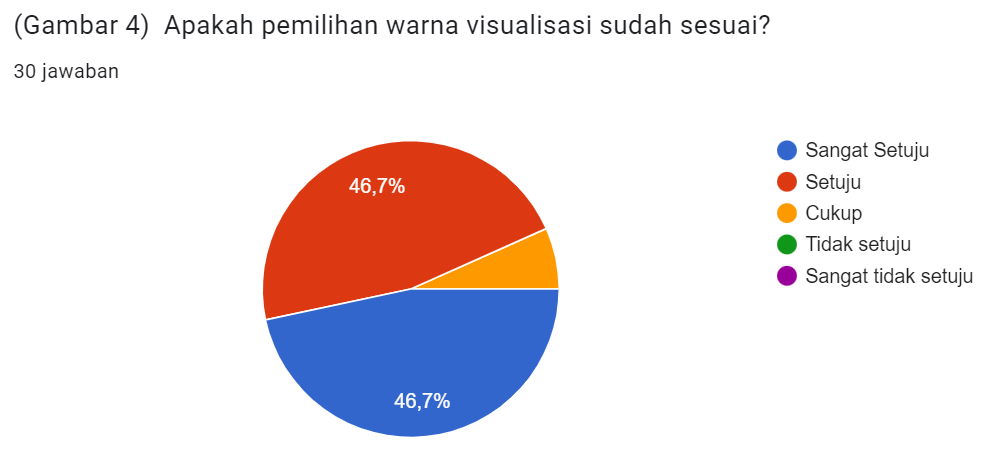 (Gambar 4)  Apakah pemilihan warna visualisasi sudah sesuai?
30 jawaban
46,7%
46,7%
Sangat Setuju
Setuju
Cukup
Tidak setuju
Sangat tidak setuju